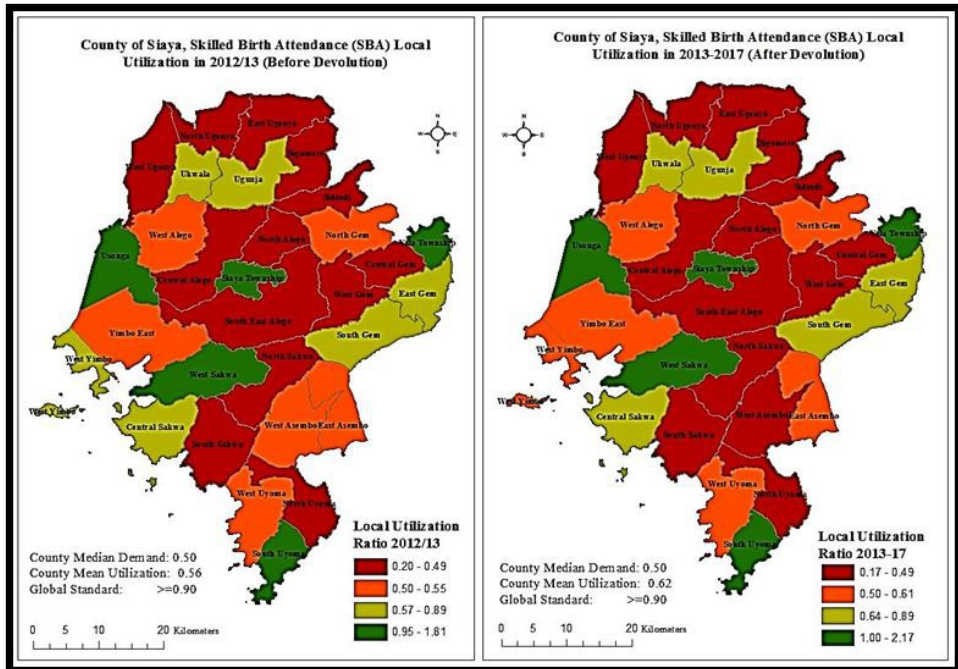 County of Siaya, Skilled Birth Attendance (SBA) Local
Utilization in 2012/13 (Before Devolution)
N
W E
S
East Ugenya
North Ugenya
West Ugenya
Sigomere
Ukwala
Ugunja
Sidindi
West Alego
North Gem
North Alego
Yala Township
Usonga
Central Gem
Siaya Township
Central Alego
West Gem
East Gem
South East Alego
Yimbo East
South Gem
North Sakwa
West Yimbo
West Sakwa
West Yimbo
Central Sakwa
West Asembo
East Asembo
South Sakwa
West Uyoma
North Uyoma
South Uyoma
County Median Demand: 0.50
County Mean Utilization: 0.56
Global Standard: >=0.90
0 5 10 20 Kilometers
Local Utilization
Ratio 2012/13
0.20 - 0.49
0.50 - 0.55
0.57 - 0.89
0.95 - 1.81
County of Siaya, Skilled Birth Attendance (SBA) Local
Utilization in 2013-2017 (After Devolution)
N
W E
S
East Ugenya
North Ugenya
West Ugenya
Sigomere
Ukwala
Ugunja
Sidindi
West Alego
North Gem
North Alego
Yala Township
Usonga
Central Gem
Siaya Township
Central Alego
West Gem
East Gem
South East Alego
Yimbo East
South Gem
North Sakwa
West Yimbo
West Sakwa
West Yimbo
Central Sakwa
West Asembo
East Asembo
South Sakwa
West Uyoma
North Uyoma
South Uyoma
County Median Demand: 0.50
County Mean Utilization: 0.62
Global Standard: >=0.90
0 5 10 20 Kilometers
Local Utilization
Ratio 2013-17
0.17 - 0.49
0.50 - 0.61
0.64 - 0.89
1.00 - 2.17